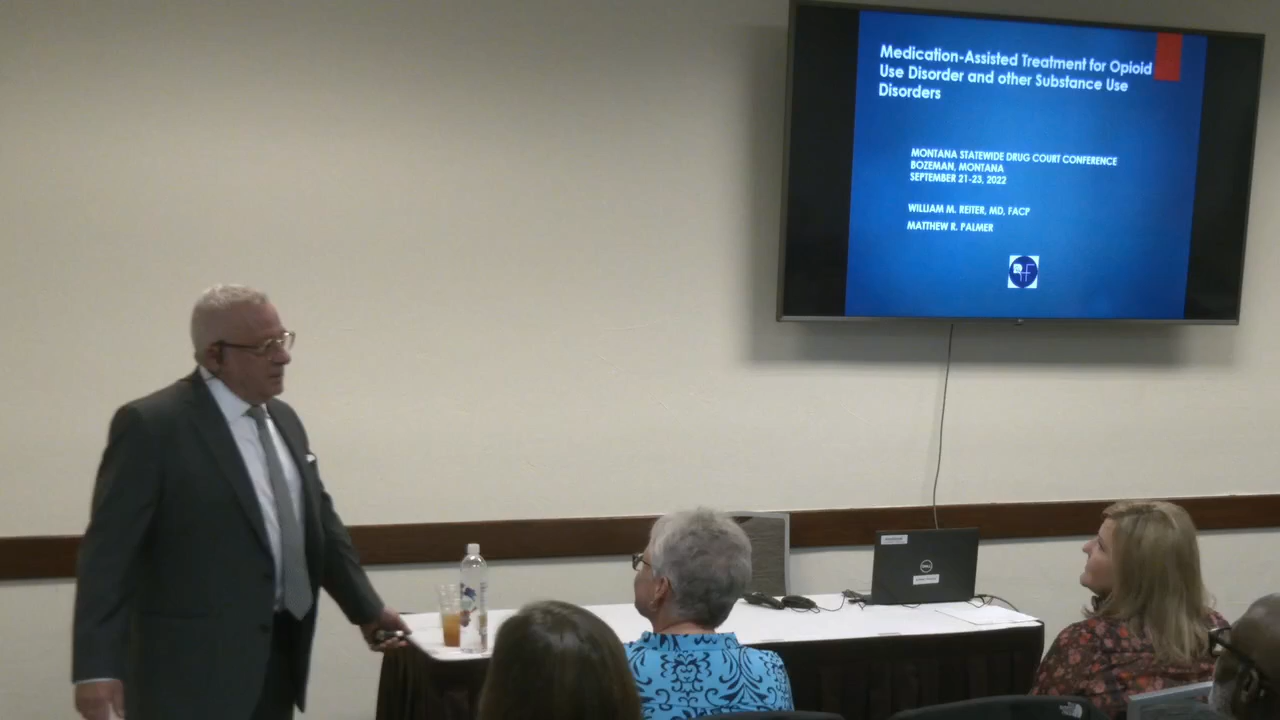 Medication-Assisted Treatment for Opioid
Use Disorder and other Substance Use
Disorders
MONTANA STATEWIDE DRUG COURT CONFERENCE
BOZEMAN, MONTANA
SEPTEMBER 21-23, 2022
WILLIAM M. REITER, MD, FACP
MATTHEW R. PALMER
DELL